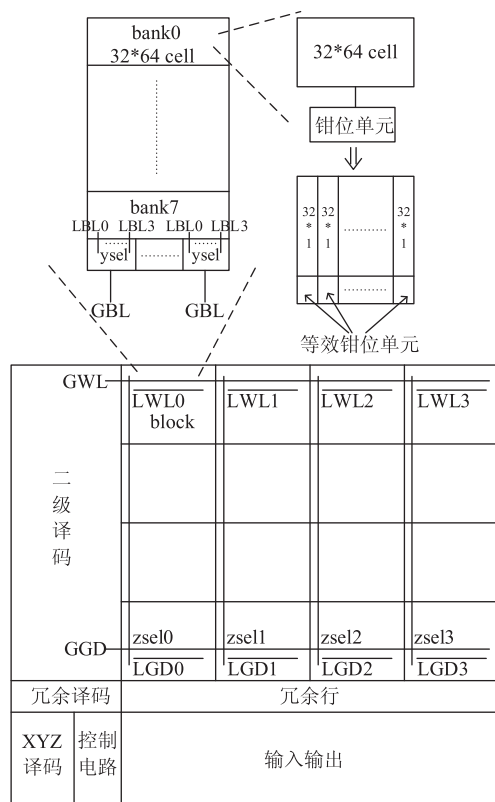 bank0
32*64 cell
32*64 cell
钳位单元
bank7
LBL0 LBL3 LBL0 LBL3
ysel ysel
GBL GBL
32*1 32*1 32*1
等效钳位单元
GWL
LWL0 LWL1 LWL2 LWL3
block
二级译码
zsel0 zsel1 zsel2 zsel3
GGD
LGD0 LGD1 LGD2 LGD3
冗余译码 冗余行
XYZ译码 控制电路 输入输出